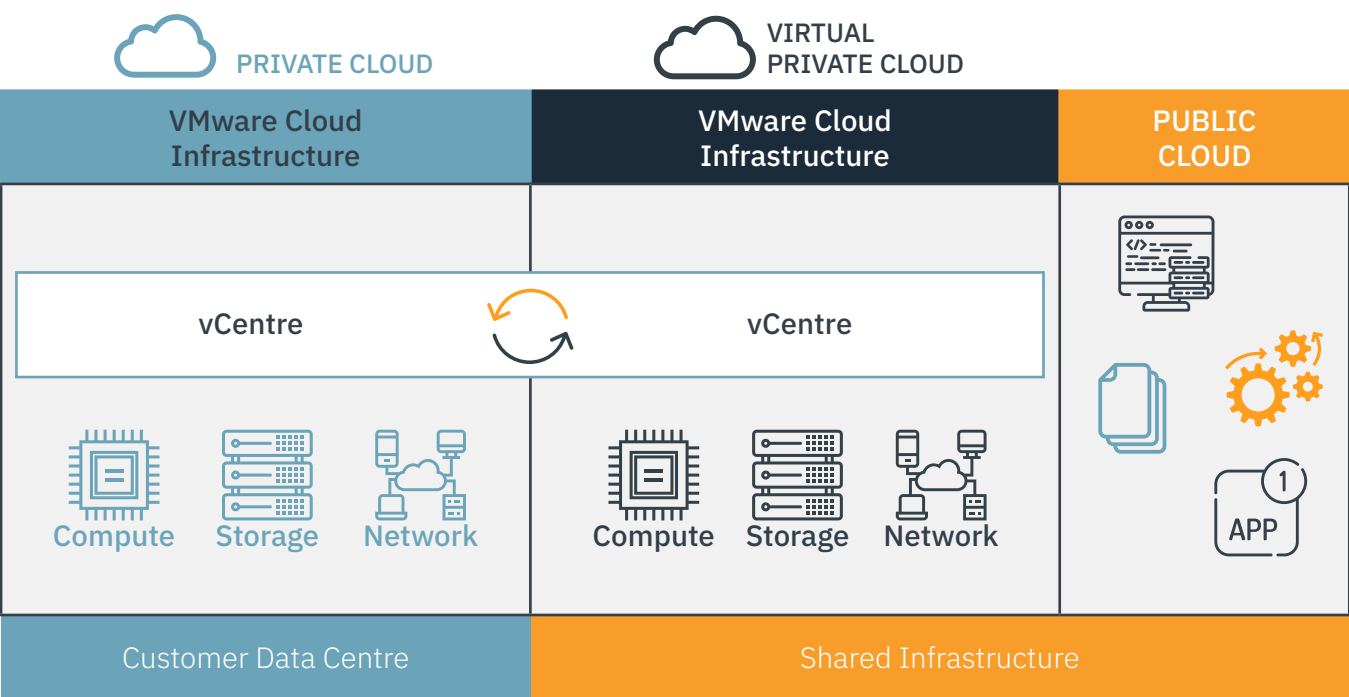 PRIVATE CLOUD
VIRTUAL
PRIVATE CLOUD
VMware Cloud
Infrastructure
VMware Cloud
Infrastructure
PUBLIC
CLOUD
</>
vCentre
vCentre
Compute
Storage
Network
Compute
Storage
Network
1
APP
Customer Data Centre
Shared Infrastructure